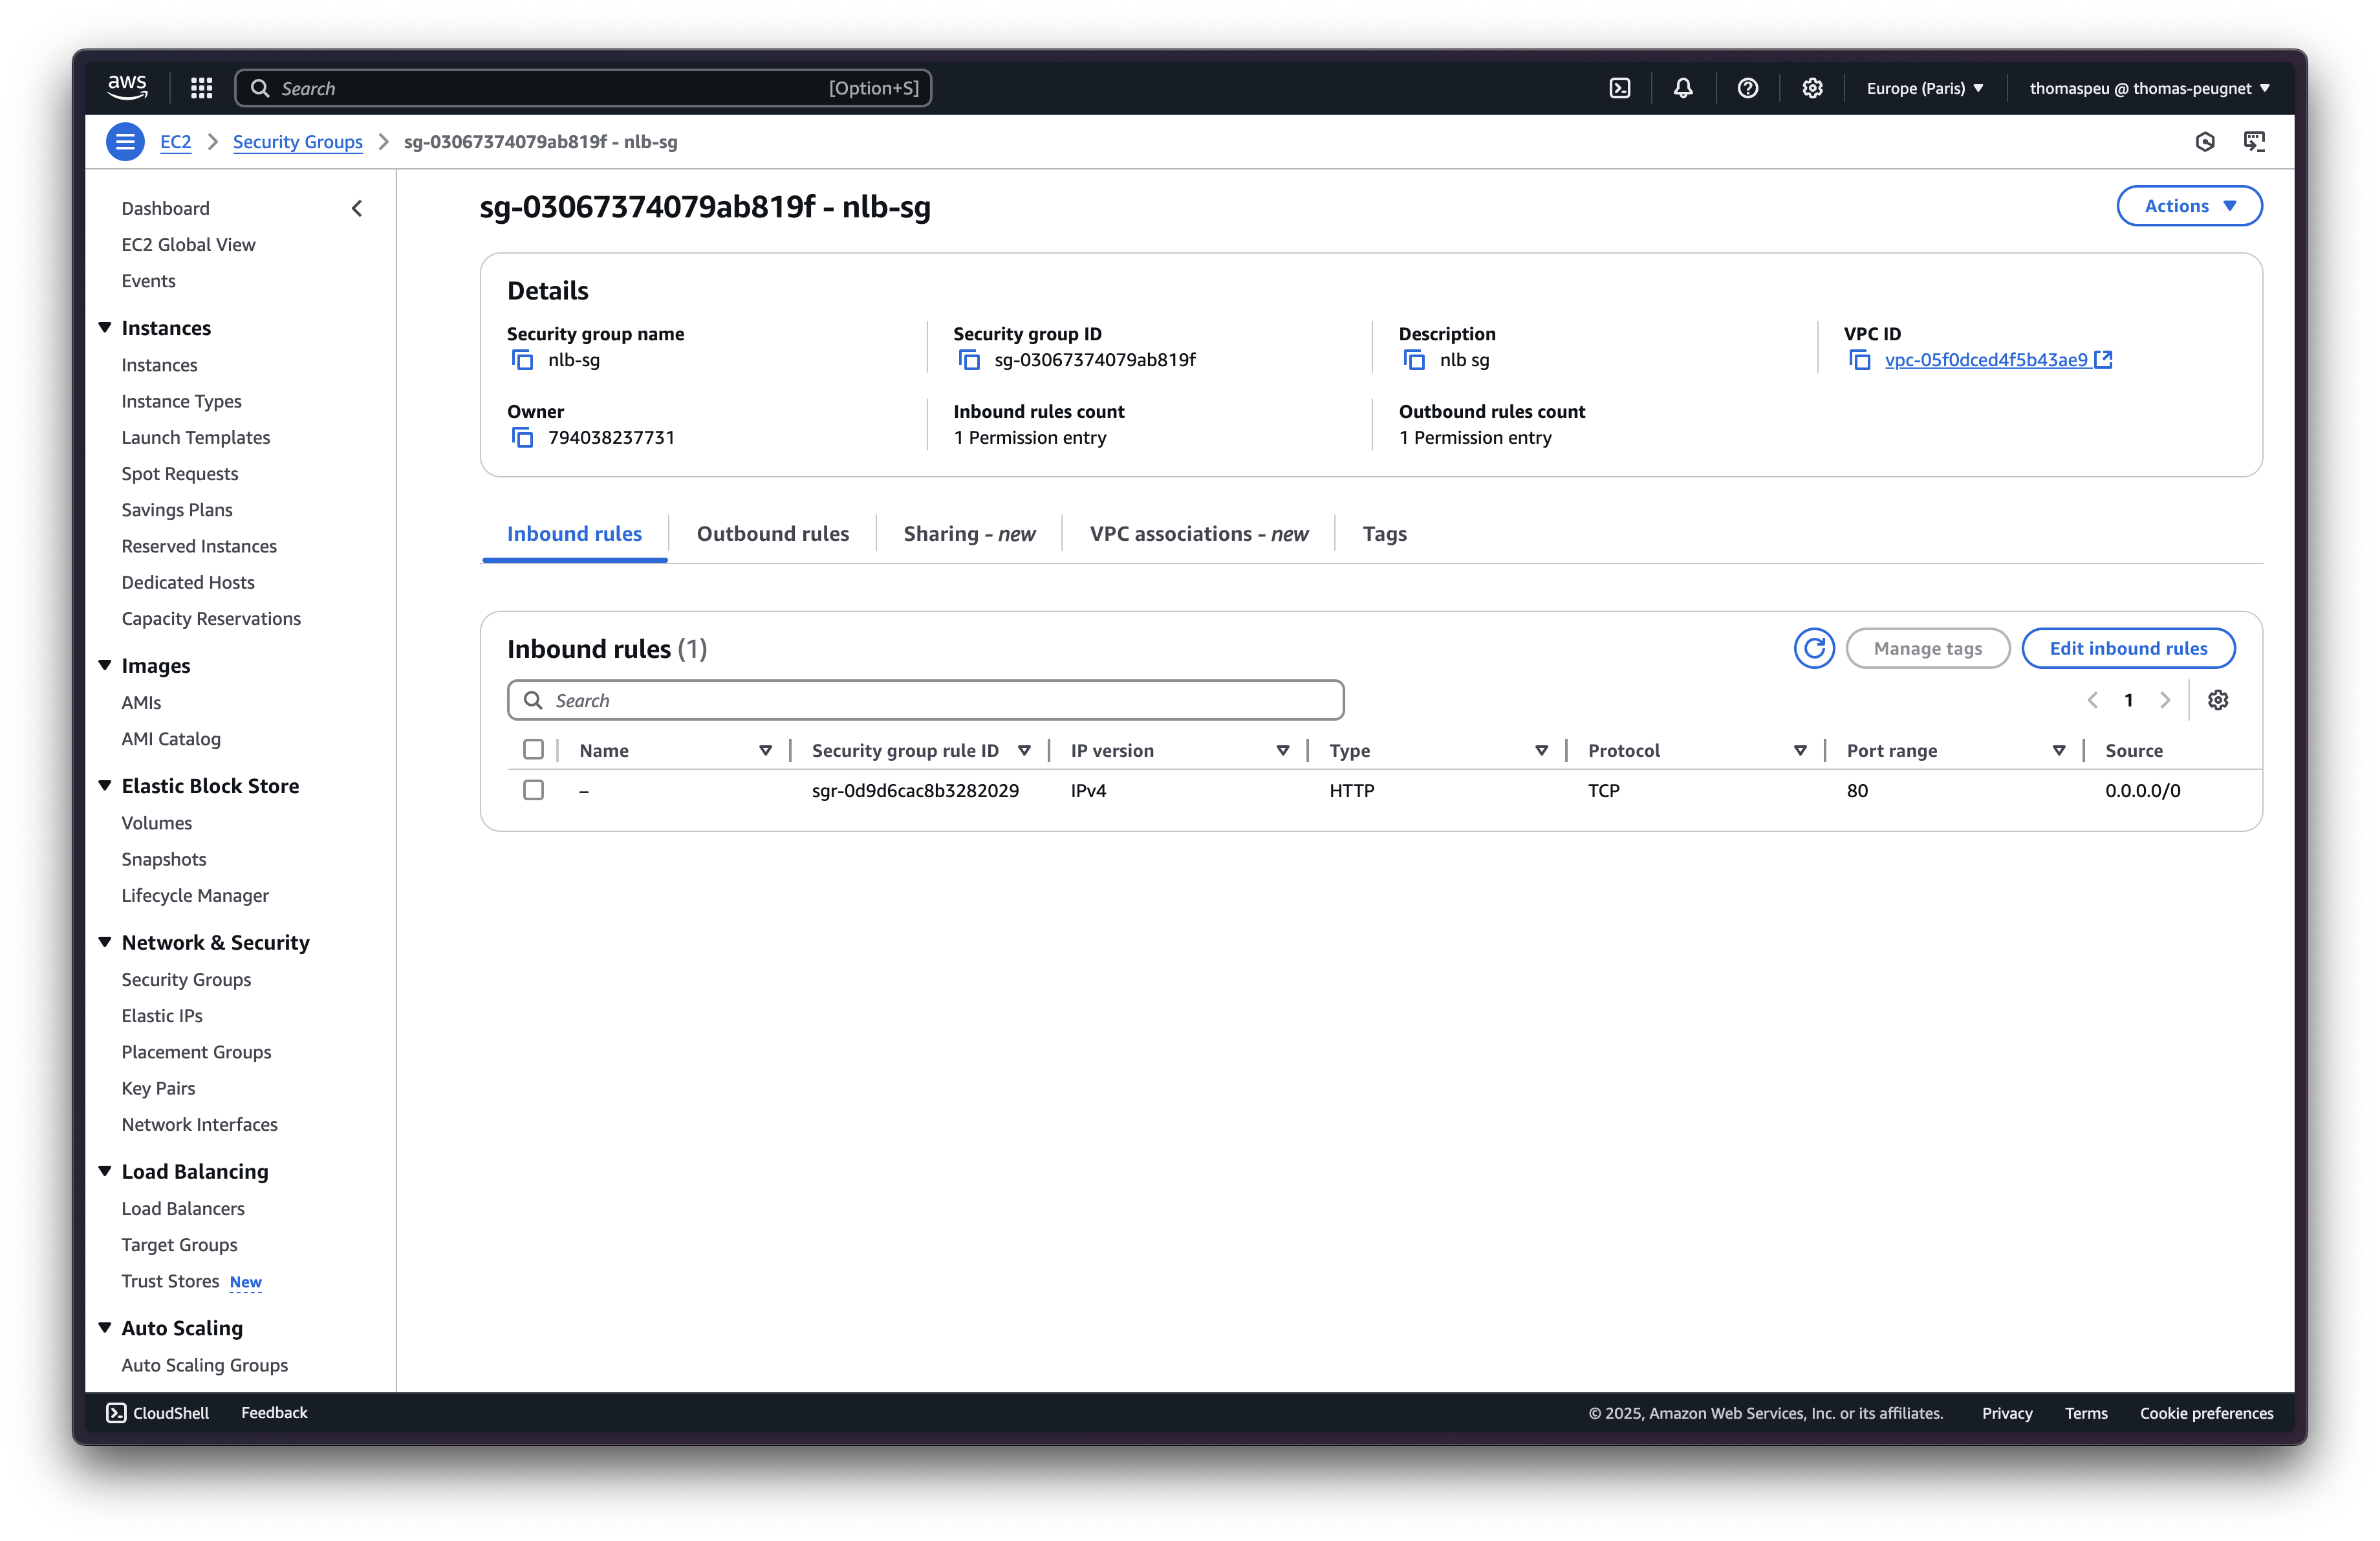 aws
Search [Option+S]
Europe (Paris) thomaspeu @ thomas-peugnet
EC2 Security Groups sg-03067374079ab819f - nlb-sg
Dashboard
EC2 Global View
Events
Instances
Instances
Instance Types
Launch Templates
Spot Requests
Savings Plans
Reserved Instances
Dedicated Hosts
Capacity Reservations
Images
AMIs
AMI Catalog
Elastic Block Store
Volumes
Snapshots
Lifecycle Manager
Network & Security
Security Groups
Elastic IPs
Placement Groups
Key Pairs
Network Interfaces
Load Balancing
Load Balancers
Target Groups
Trust Stores New
Auto Scaling
Auto Scaling Groups
sg-03067374079ab819f - nlb-sg
Actions
Details
Security group name
nlb-sg
Security group ID
sg-03067374079ab819f
Description
nlb sg
VPC ID
vpc-05f0dced4f5b43ae9
Owner
794038237731
Inbound rules count
1 Permission entry
Outbound rules count
1 Permission entry
Inbound rules Outbound rules Sharing - new VPC associations - new Tags
Inbound rules (1)
Manage tags Edit inbound rules
Search
1
Name Security group rule ID IP version Type Protocol Port range Source
– sgr-0d9d6cac8b3282029 IPv4 HTTP TCP 80 0.0.0.0/0
CloudShell Feedback © 2025, Amazon Web Services, Inc. or its affiliates. Privacy Terms Cookie preferences